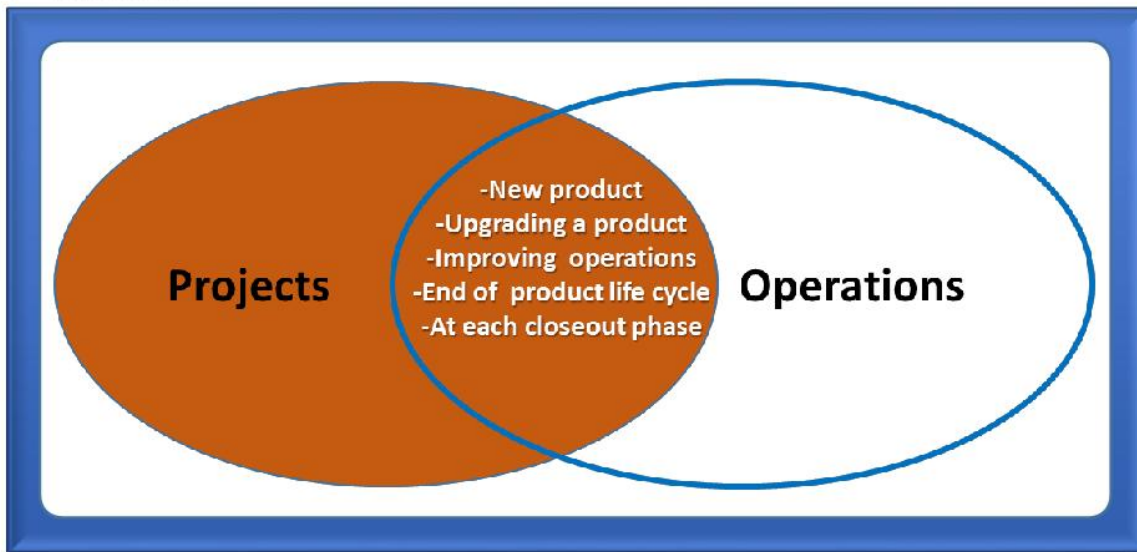 -New product
-Upgrading a product
-Improving operations
-End of product life cycle
-At each closeout phase
Projects
Operations